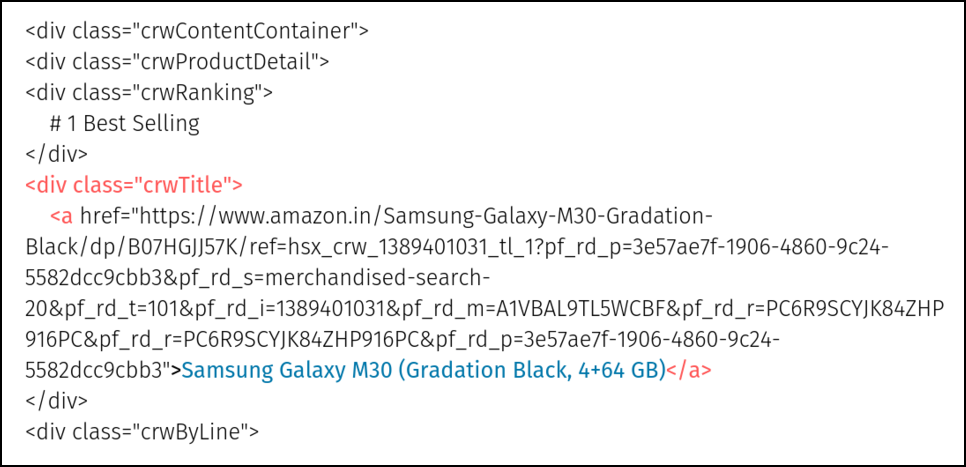 <div class="crwContentContainer">
<div class="crwProductDetail">
<div class="crwRanking">
# 1 Best Selling
</div>
<div class="crwTitle">
<a href="https://www.amazon.in/Samsung-Galaxy-M30-Gradation-
Black/dp/B07HGJJ57K/ref=hsx_crw_1389401031_tl_1?pf_rd_p=3e57ae7f-1906-4860-9c24-
5582dcc9cbb3&pf_rd_s=merchandised-search-
20&pf_rd_t=101&pf_rd_i=1389401031&pf_rd_m=A1VBAL9TL5WCBF&pf_rd_r=PC6R9SCYJK84ZHP
916PC&pf_rd_r=PC6R9SCYJK84ZHP916PC&pf_rd_p=3e57ae7f-1906-4860-9c24-
5582dcc9cbb3">Samsung Galaxy M30 (Gradation Black, 4+64 GB)</a>
</div>
<div class="crwByLine">